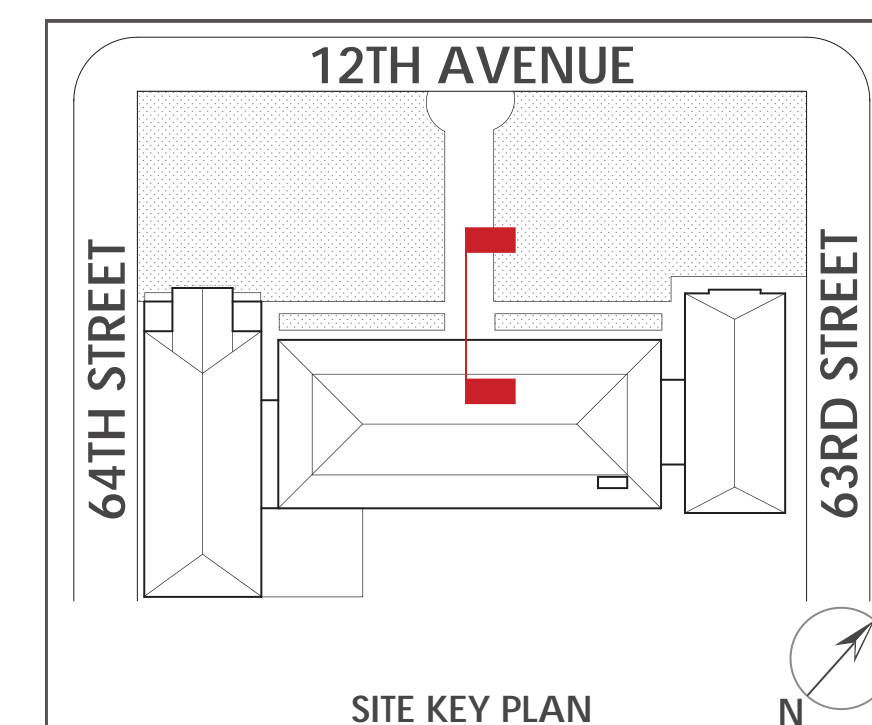 12TH AVENUE
64TH STREET
63RD STREET
SITE KEY PLAN
N